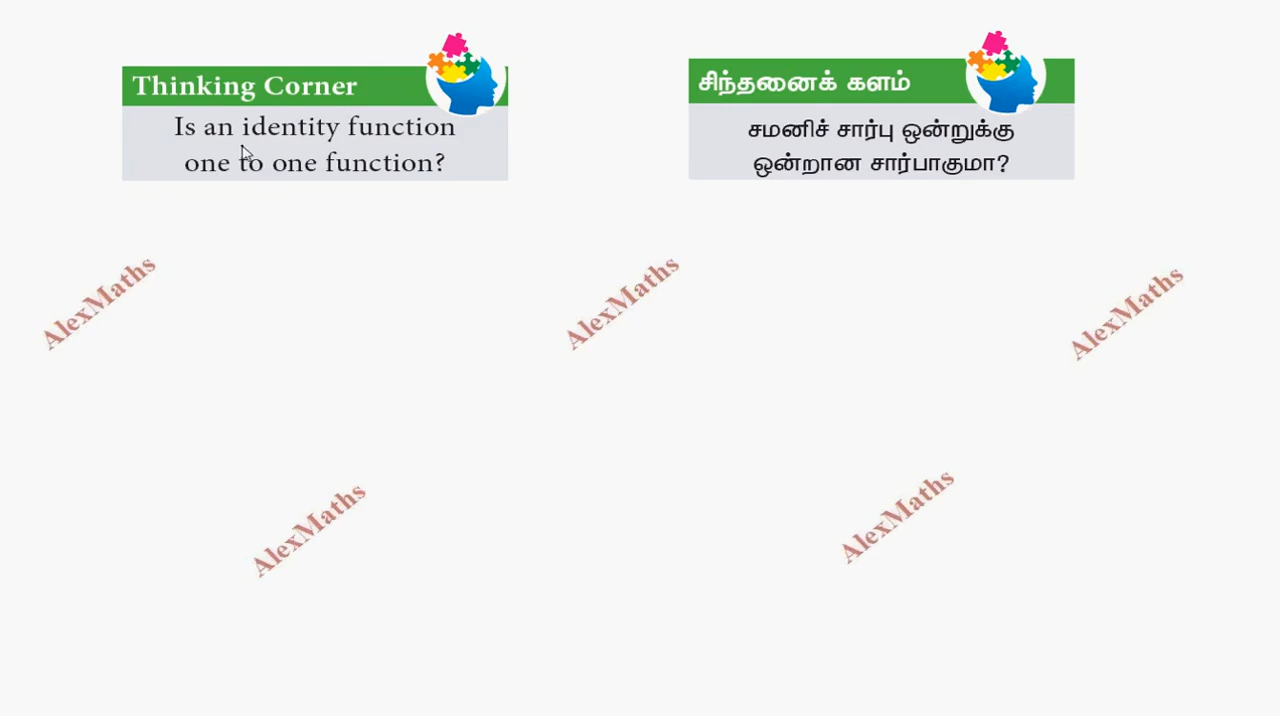 Thinking Corner
Is an identity function
one to one function?
சிந்தனைக் களம்
சமனிச் சார்பு ஒன்றுக்கு
ஒன்றான சார்பாகுமா?
AlexMaths
AlexMaths
AlexMaths
AlexMaths
AlexMaths